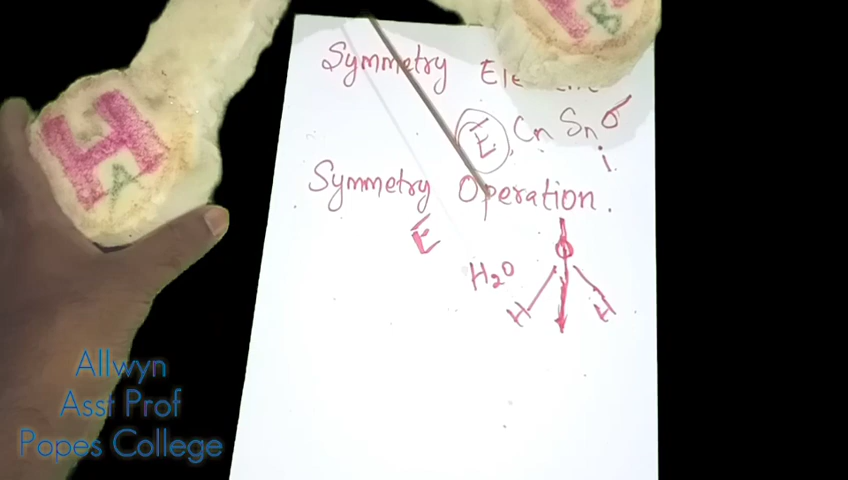 H
A
H
B
Symmetry
E Cn Sn σ
i
Symmetry Operation.
E
H2O
O
H H
Allwyn
Asst Prof
Popes College